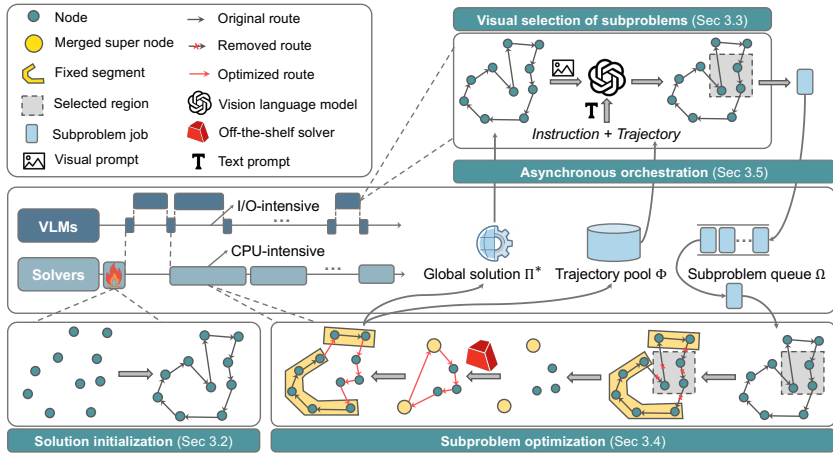 Node
Merged super node
Fixed segment
Selected region
Subproblem job
Visual prompt
Original route
Removed route
Optimized route
Vision language model
Off-the-shelf solver
T Text prompt
Visual selection of subproblems (Sec 3.3)
T
Instruction + Trajectory
Asynchronous orchestration (Sec 3.5)
VLMs
I/O-intensive
...
CPU-intensive
Solvers
...
Global solution Π*
Trajectory pool Φ
...
Subproblem queue Ω
Solution initialization (Sec 3.2)
Subproblem optimization (Sec 3.4)